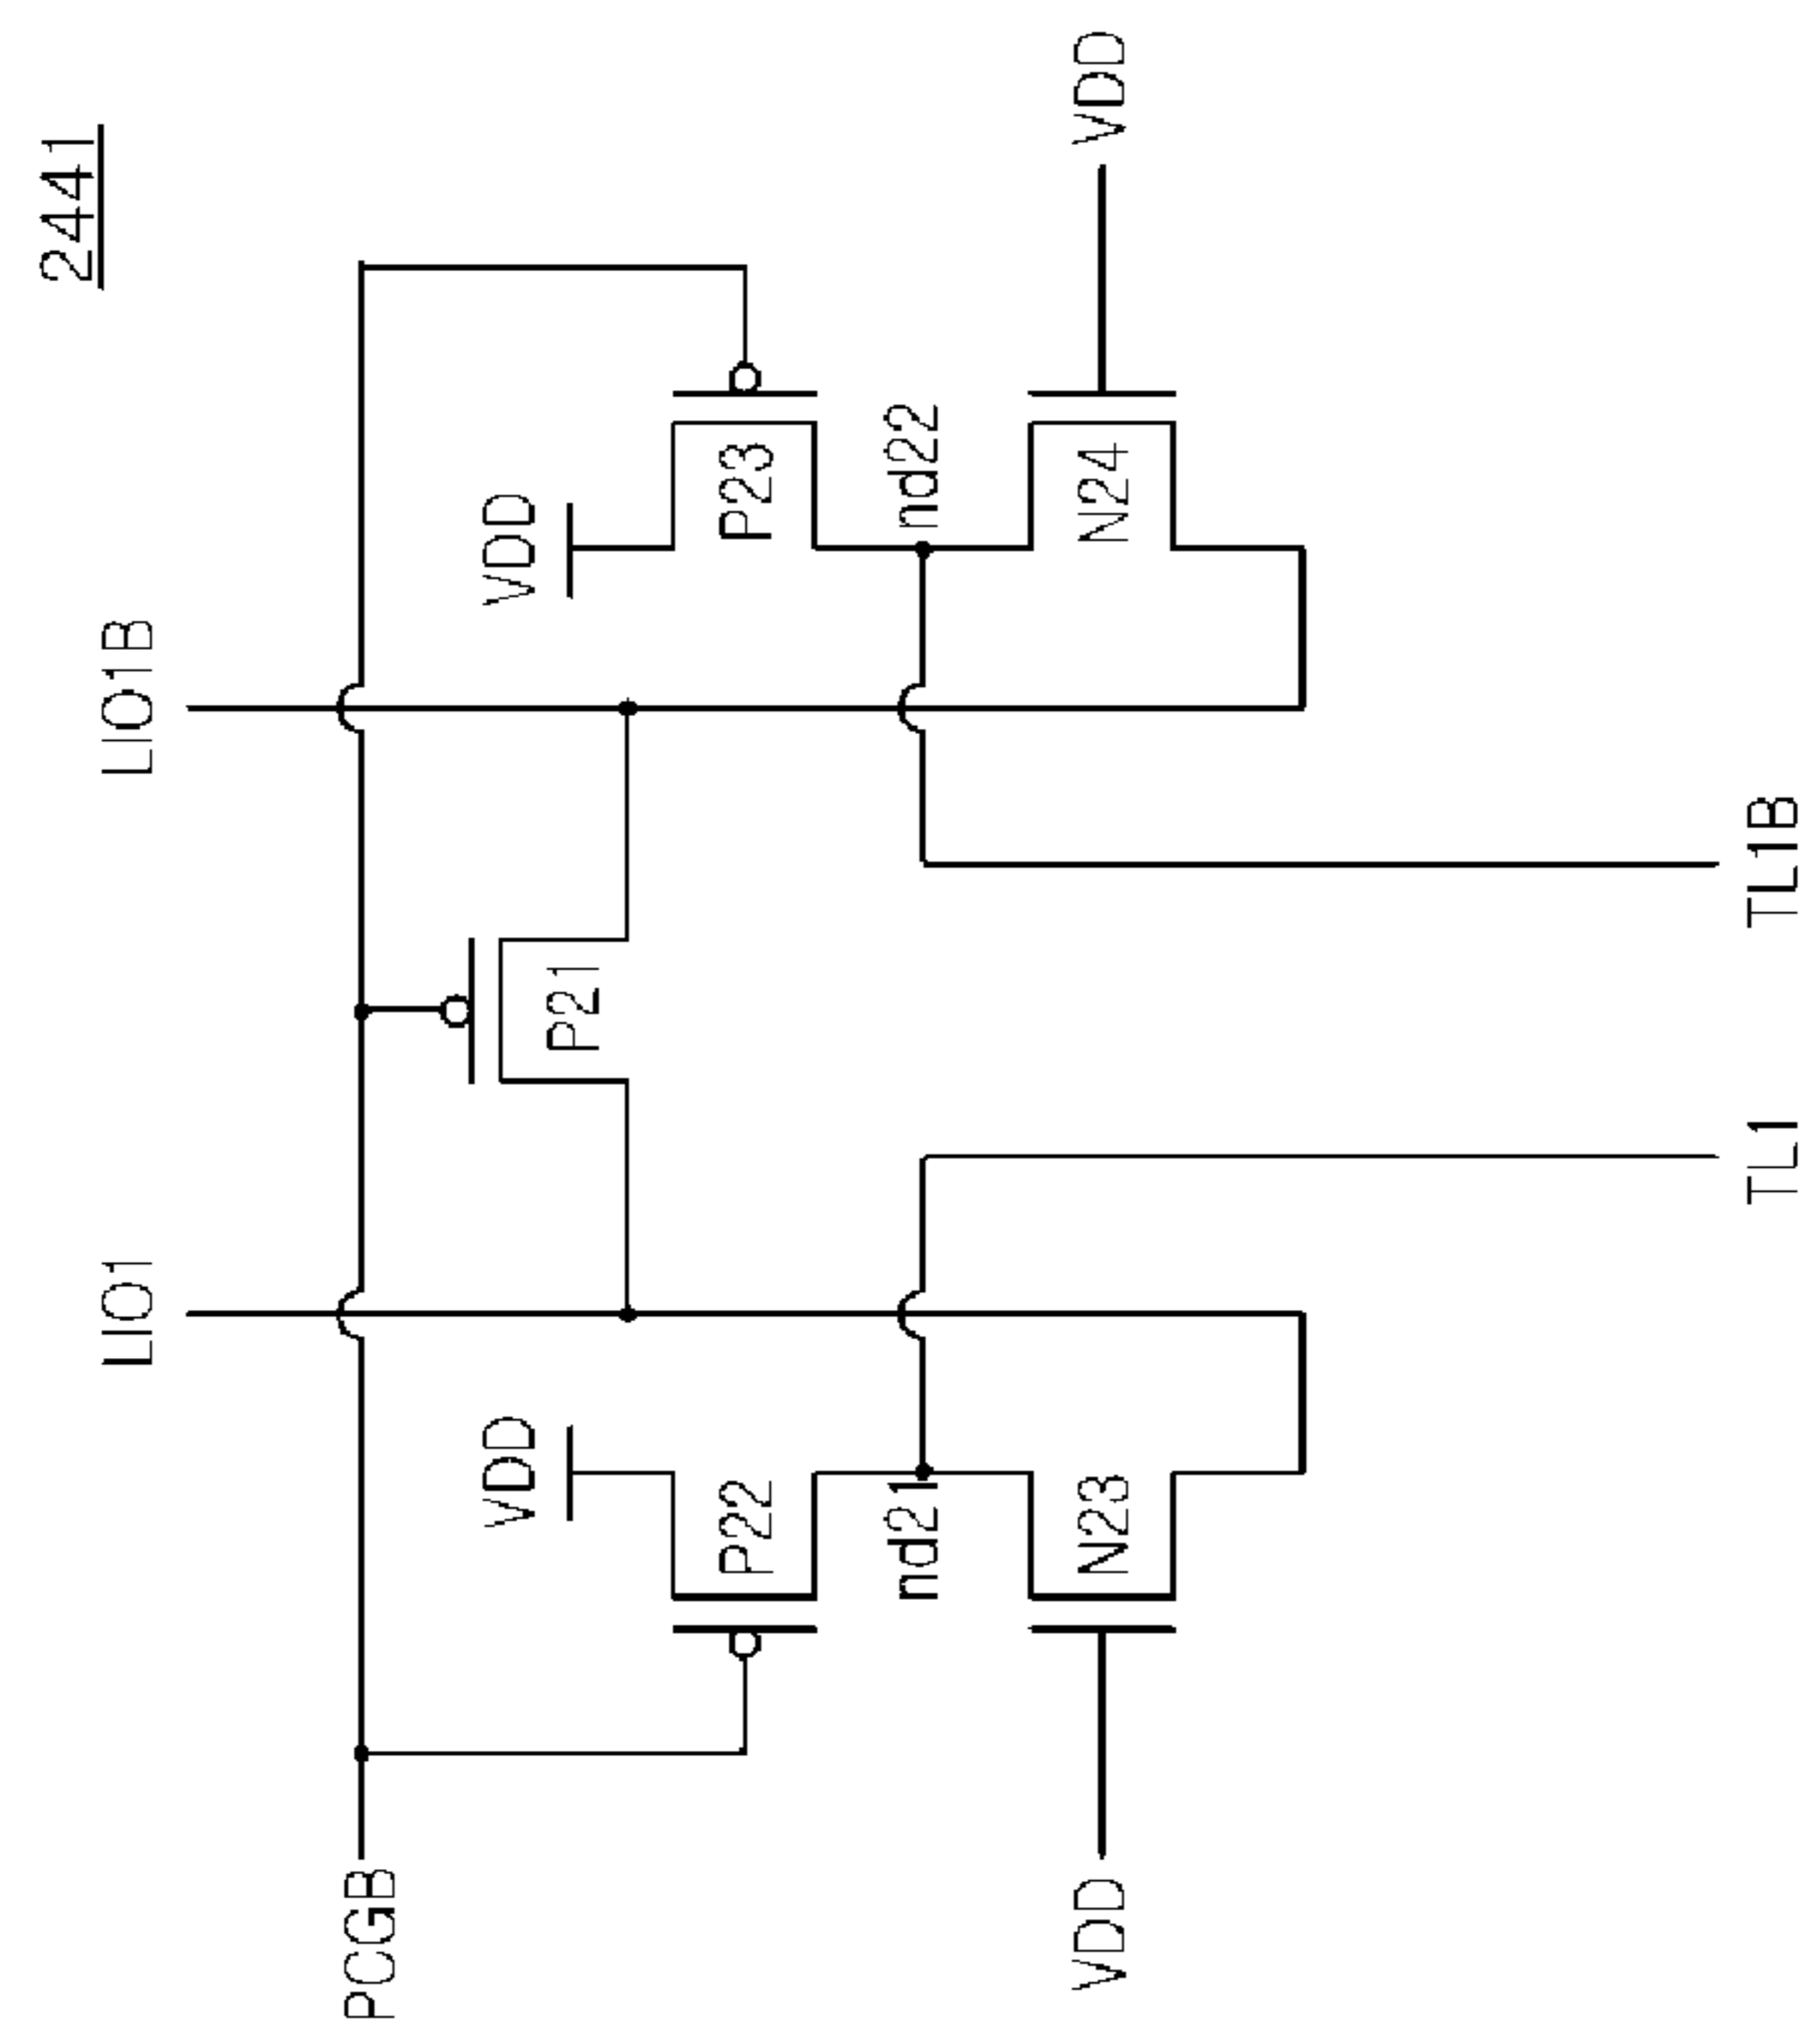 2441
LIO1
LIO1B
PCGB
VDD
VDD
P21
P22
P23
nd21
nd22
VDD
N23
N24
VDD
TL1
TL1B